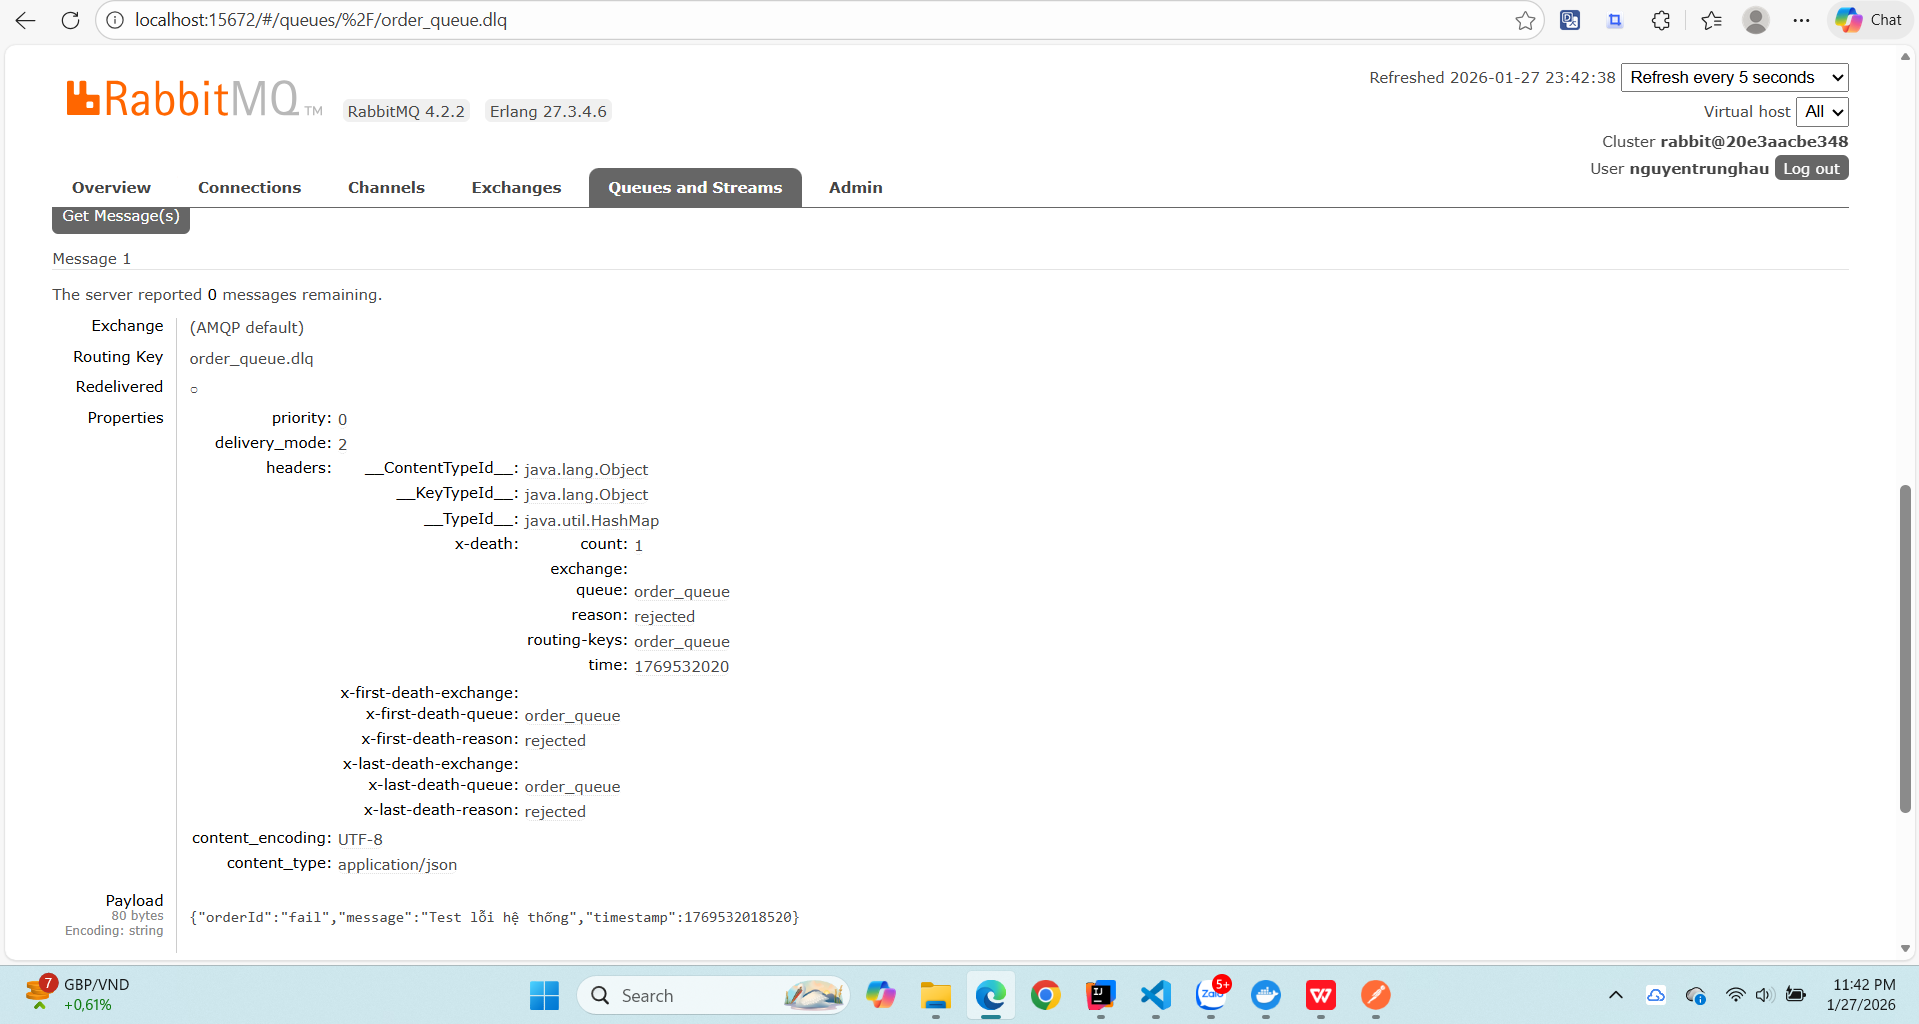 localhost:15672/#/queues/%2F/order_queue.dlq
Chat
RabbitMQ TM
RabbitMQ 4.2.2
Erlang 27.3.4.6
Refreshed 2026-01-27 23:42:38
Refresh every 5 seconds
Virtual host
All
Cluster rabbit@20e3aacbe348
User nguyentrunghau
Log out
Overview
Connections
Channels
Exchanges
Queues and Streams
Admin
Get Message(s)
Message 1
The server reported 0 messages remaining.
Exchange
(AMQP default)
Routing Key
order_queue.dlq
Redelivered
○
Properties
priority: 0
delivery_mode: 2
headers:
__ContentTypeId__: java.lang.Object
__KeyTypeId__: java.lang.Object
__TypeId__: java.util.HashMap
x-death:
count: 1
exchange:
queue: order_queue
reason: rejected
routing-keys: order_queue
time: 1769532020
x-first-death-exchange:
x-first-death-queue: order_queue
x-first-death-reason: rejected
x-last-death-exchange:
x-last-death-queue: order_queue
x-last-death-reason: rejected
content_encoding: UTF-8
content_type: application/json
Payload
80 bytes
Encoding: string
{"orderId":"fail","message":"Test lỗi hệ thống","timestamp":1769532018520}
7
GBP/VND
+0,61%
Search
IJ
Zalo
5+
W
11:42 PM
1/27/2026